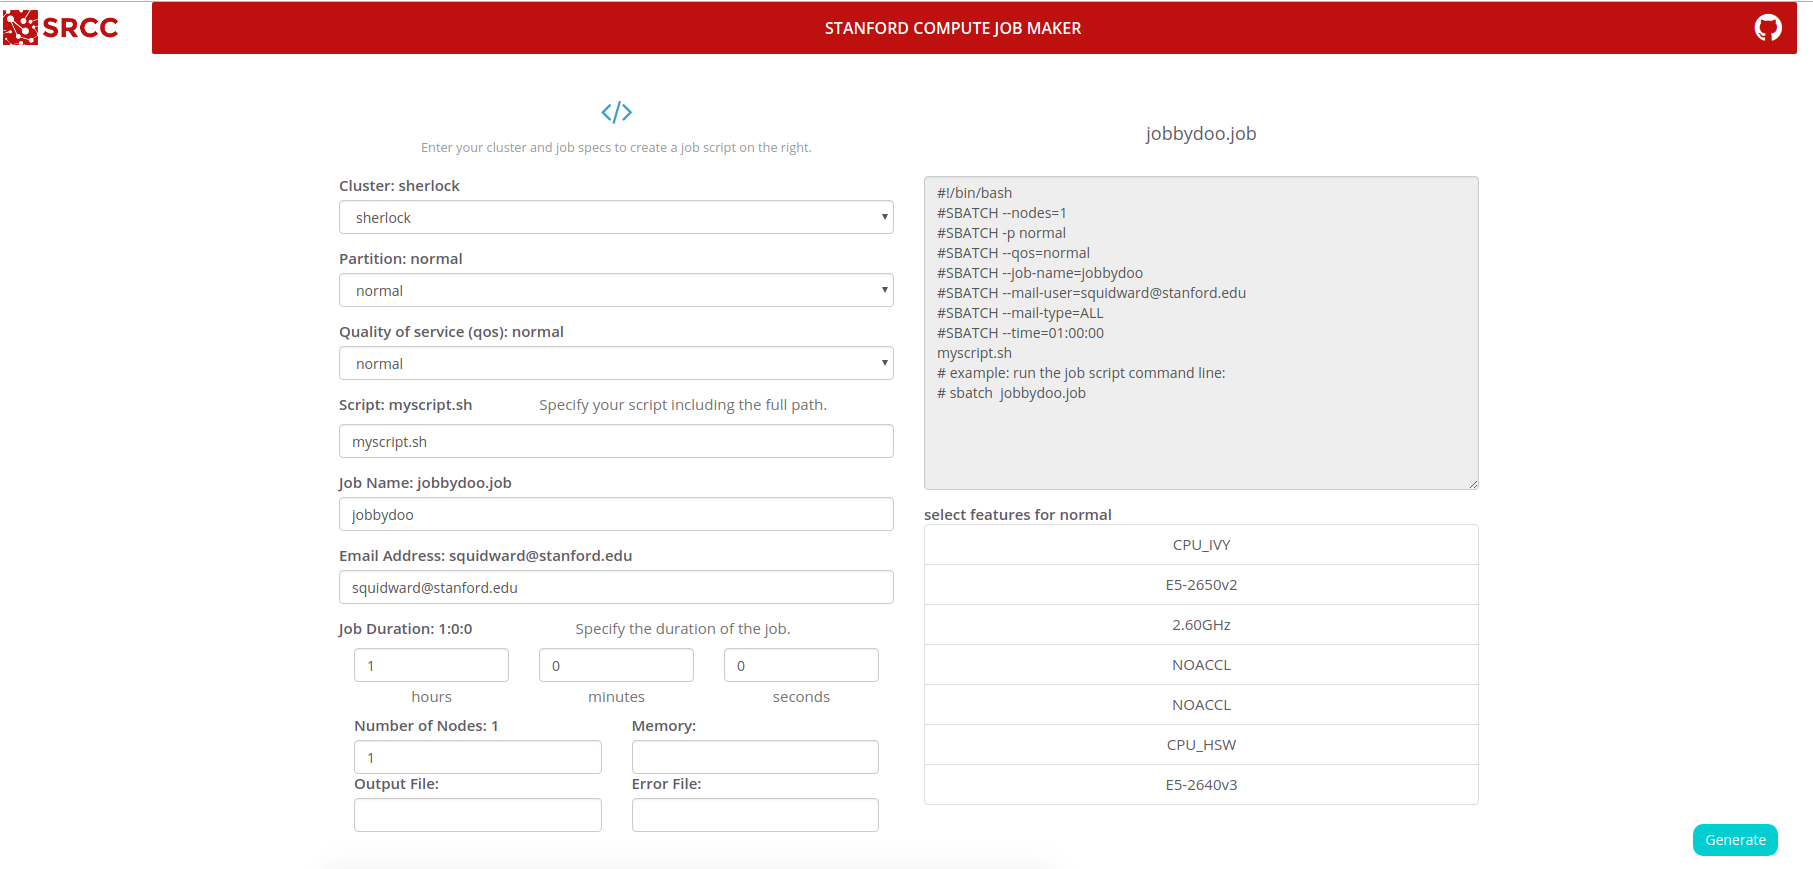 SRCC
STANFORD COMPUTE JOB MAKER
</>
Enter your cluster and job specs to create a job script on the right.
Cluster: sherlock
sherlock
Partition: normal
normal
Quality of service (qos): normal
normal
Script: myscript.sh Specify your script including the full path.
myscript.sh
Job Name: jobbydoo.job
jobbydoo
Email Address: squidward@stanford.edu
squidward@stanford.edu
Job Duration: 1:0:0 Specify the duration of the job.
1 0 0
hours minutes seconds
Number of Nodes: 1 Memory:
1
Output File: Error File:
jobbydoo.job
#!/bin/bash
#SBATCH --nodes=1
#SBATCH -p normal
#SBATCH --qos=normal
#SBATCH --job-name=jobbydoo
#SBATCH --mail-user=squidward@stanford.edu
#SBATCH --mail-type=ALL
#SBATCH --time=01:00:00
myscript.sh
# example: run the job script command line:
# sbatch  jobbydoo.job
select features for normal
CPU_IVY
E5-2650v2
2.60GHz
NOACCL
NOACCL
CPU_HSW
E5-2640v3
Generate